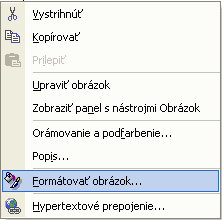 Vystrihnúť
Kopírovať
Prilepiť
Upraviť obrázok
Zobraziť panel s nástrojmi Obrázok
Orámovanie a podfarbenie...
Popis...
Formátovať obrázok...
Hypertextové prepojenie...